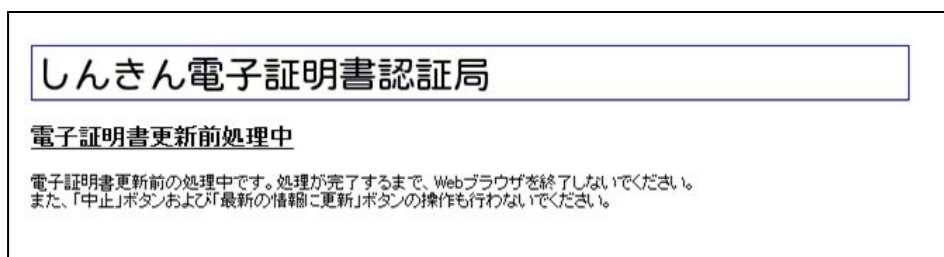 しんきん電子証明書認証局
電子証明書更新前処理中
電子証明書更新前の処理中です。処理が完了するまで、Webブラウザを終了しないでください。
また、「中止」ボタンおよび「最新の情報に更新」ボタンの操作も行わないでください。